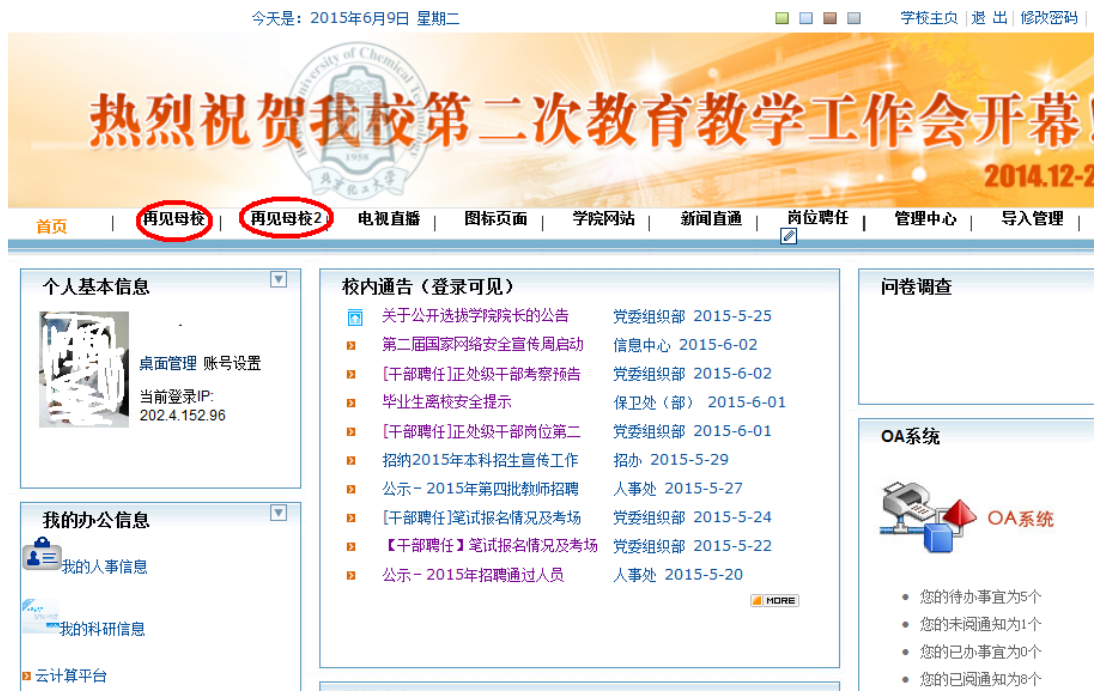 今天是：2015年6月9日 星期二
学校主页|退 出|修改密码|
热烈祝贺我校第二次教育教学工作会开幕!
2014.12-2
首页 | 再见母校 | 再见母校2 | 电视直播 | 图标页面 | 学院网站 | 新闻直通 | 岗位聘任 | 管理中心 | 导入管理 |
个人基本信息
桌面管理 账号设置
当前登录IP:
202.4.152.96
我的办公信息
我的人事信息
我的科研信息
云计算平台
校内通告（登录可见）
关于公开选拔学院院长的公告 党委组织部 2015-5-25
第二届国家网络安全宣传周启动 信息中心 2015-6-02
[干部聘任]正处级干部考察预告 党委组织部 2015-6-02
毕业生离校安全提示 保卫处（部） 2015-6-01
[干部聘任]正处级干部岗位第二 党委组织部 2015-6-01
招纳2015年本科招生宣传工作 招办 2015-5-29
公示－2015年第四批教师招聘 人事处 2015-5-27
[干部聘任]笔试报名情况及考场 党委组织部 2015-5-24
【干部聘任】笔试报名情况及考场 党委组织部 2015-5-22
公示－2015年招聘通过人员 人事处 2015-5-20
MORE
问卷调查
OA系统
OA系统
您的待办事宜为5个
您的未阅通知为1个
您的已办事宜为0个
您的已阅通知为8个